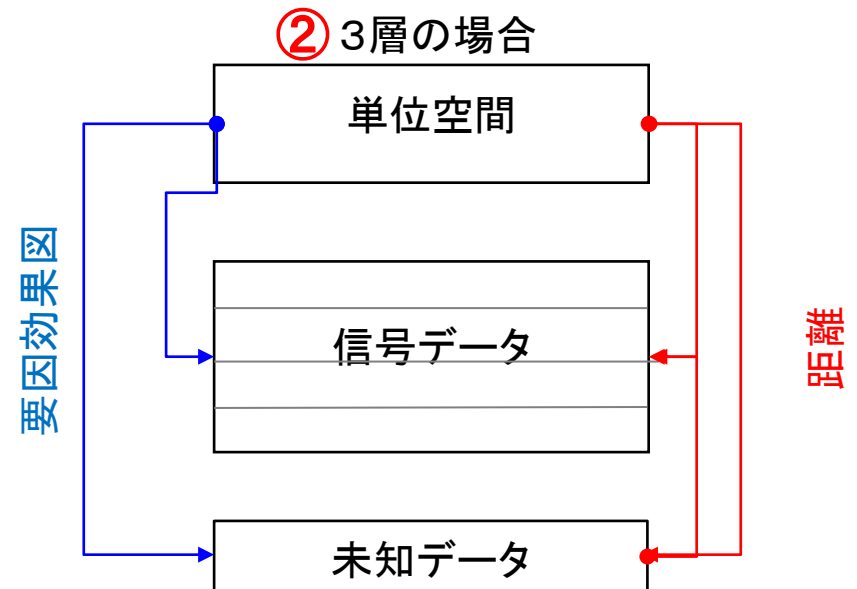 ② 3層の場合
単位空間
要因効果図
信号データ
距離
未知データ